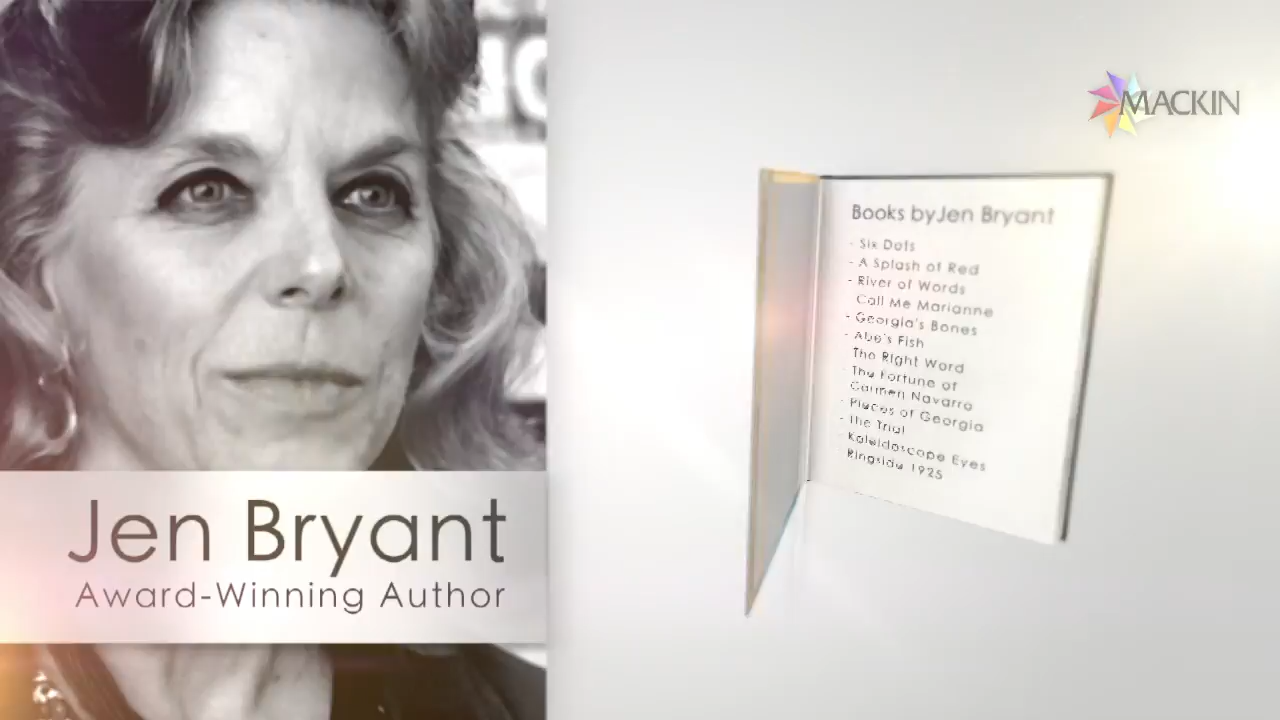 Jen Bryant
Award-Winning Author
MACKIN
Books byJen Bryant
- Six Dots
- A Splash of Red
- River of Words
Call Me Marianne
- Georgia's Bones
- Abe's Fish
The Right Word
- The Fortune of
Carmen Navarro
- Pieces of Georgia
- The Trial
- Kaleidoscope Eyes
Ringside 1925